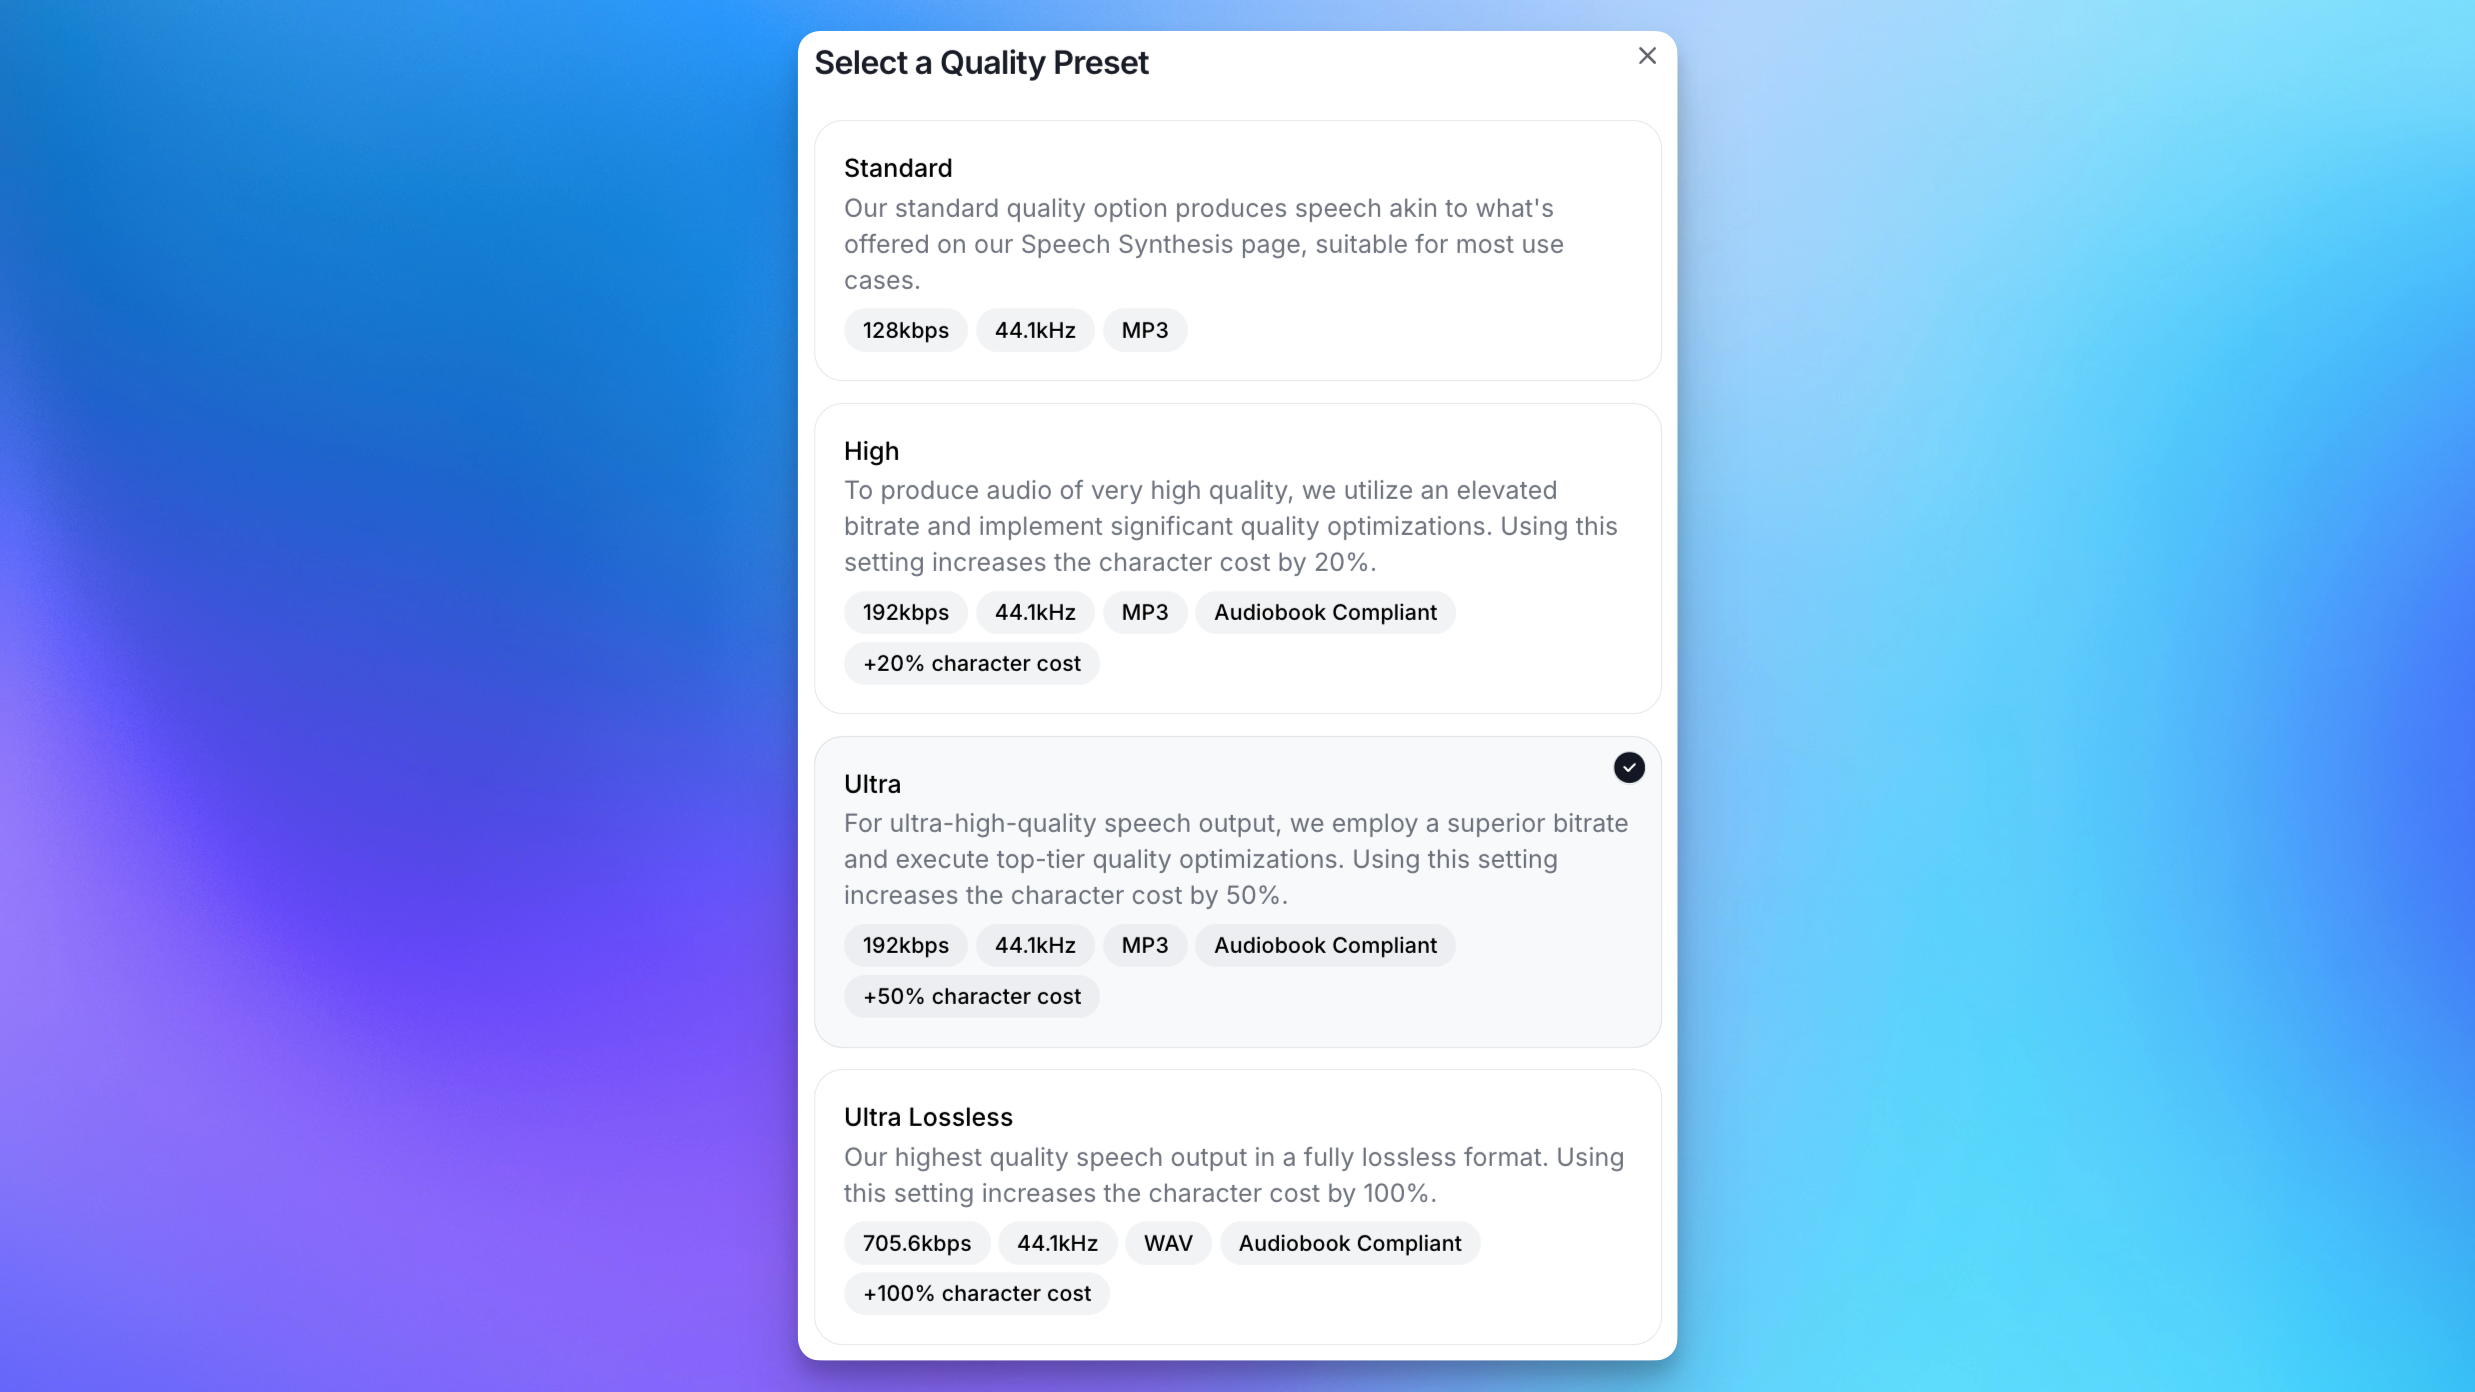 Select a Quality Preset
Standard
Our standard quality option produces speech akin to what's
offered on our Speech Synthesis page, suitable for most use
cases.
128kbps 44.1kHz MP3
High
To produce audio of very high quality, we utilize an elevated
bitrate and implement significant quality optimizations. Using this
setting increases the character cost by 20%.
192kbps 44.1kHz MP3 Audiobook Compliant
+20% character cost
Ultra
For ultra-high-quality speech output, we employ a superior bitrate
and execute top-tier quality optimizations. Using this setting
increases the character cost by 50%.
192kbps 44.1kHz MP3 Audiobook Compliant
+50% character cost
Ultra Lossless
Our highest quality speech output in a fully lossless format. Using
this setting increases the character cost by 100%.
705.6kbps 44.1kHz WAV Audiobook Compliant
+100% character cost